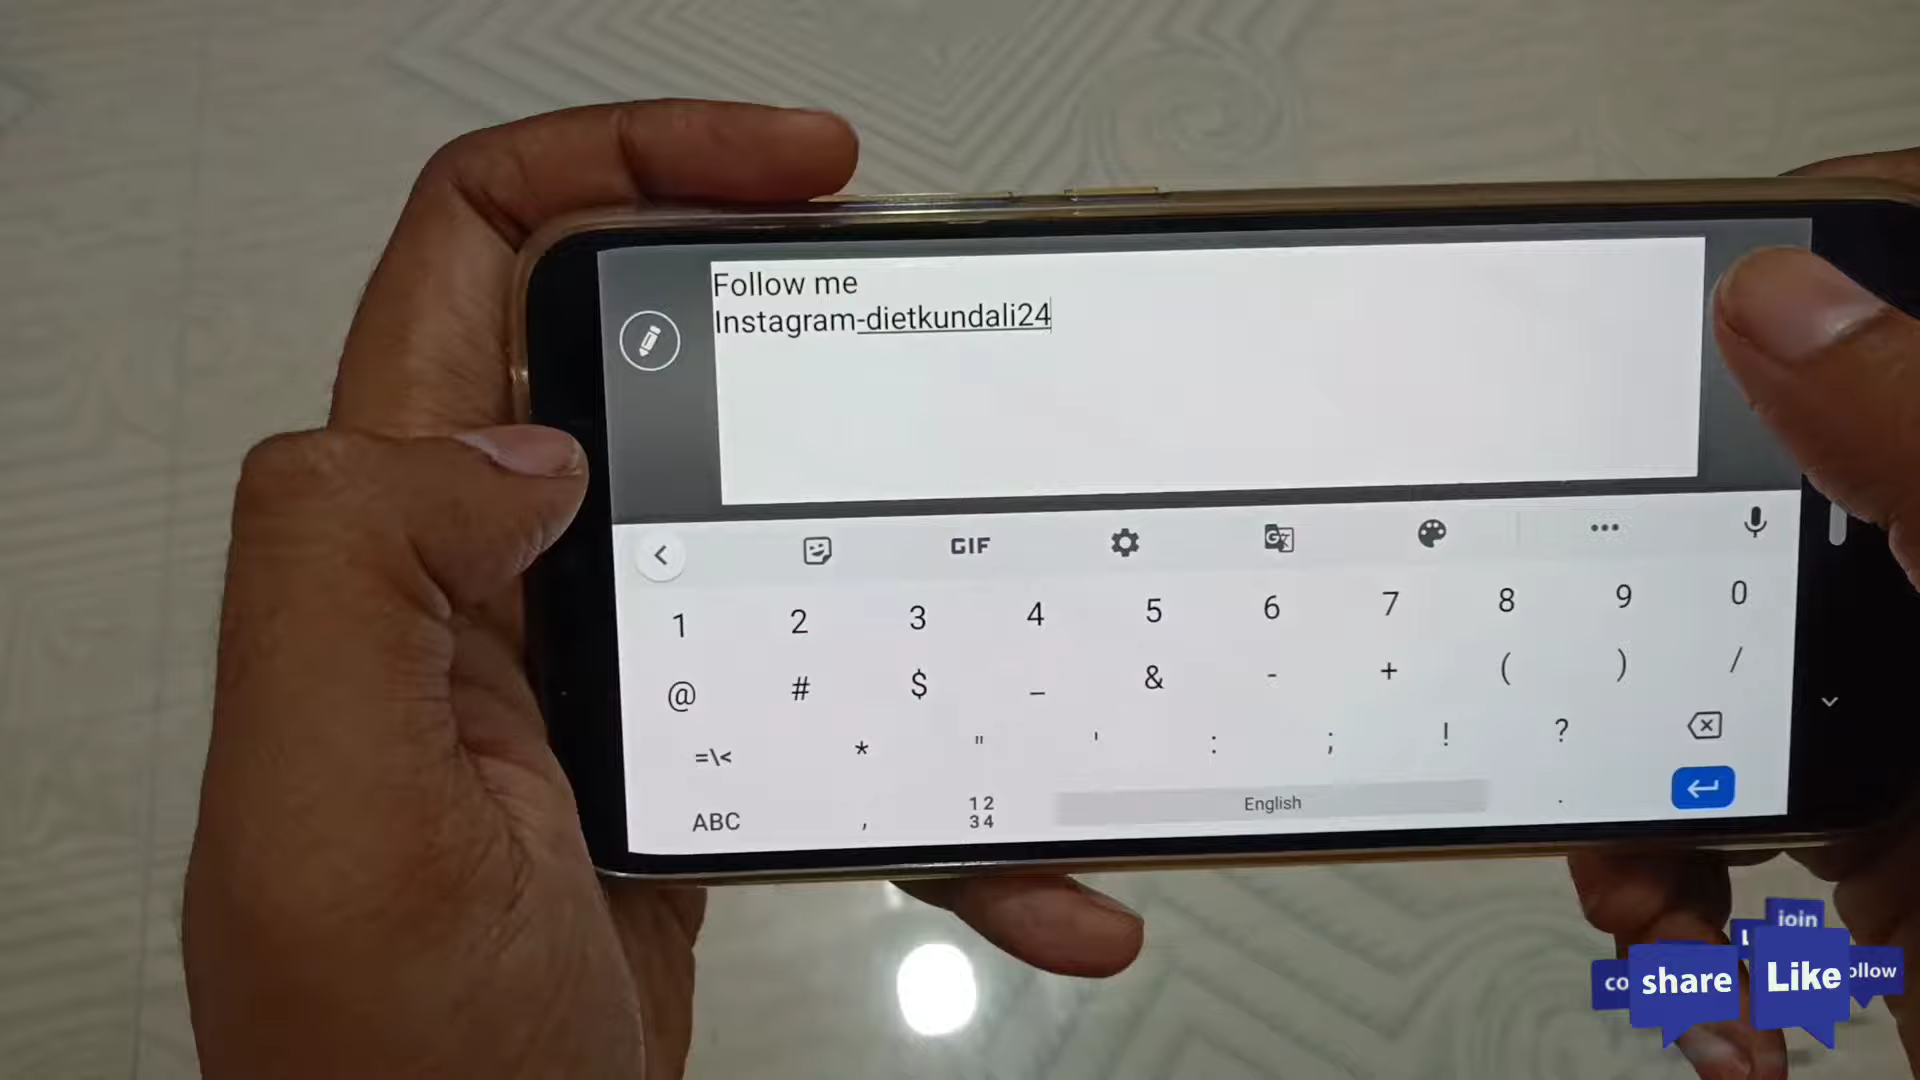 Follow me
Instagram-dietkundali24
GIF
1 2 3 4 5 6 7 8 9 0
@ # $ _ & - + ( ) /
=\< * " ' : ; ! ?
ABC , 12 34 English .
join
share Like